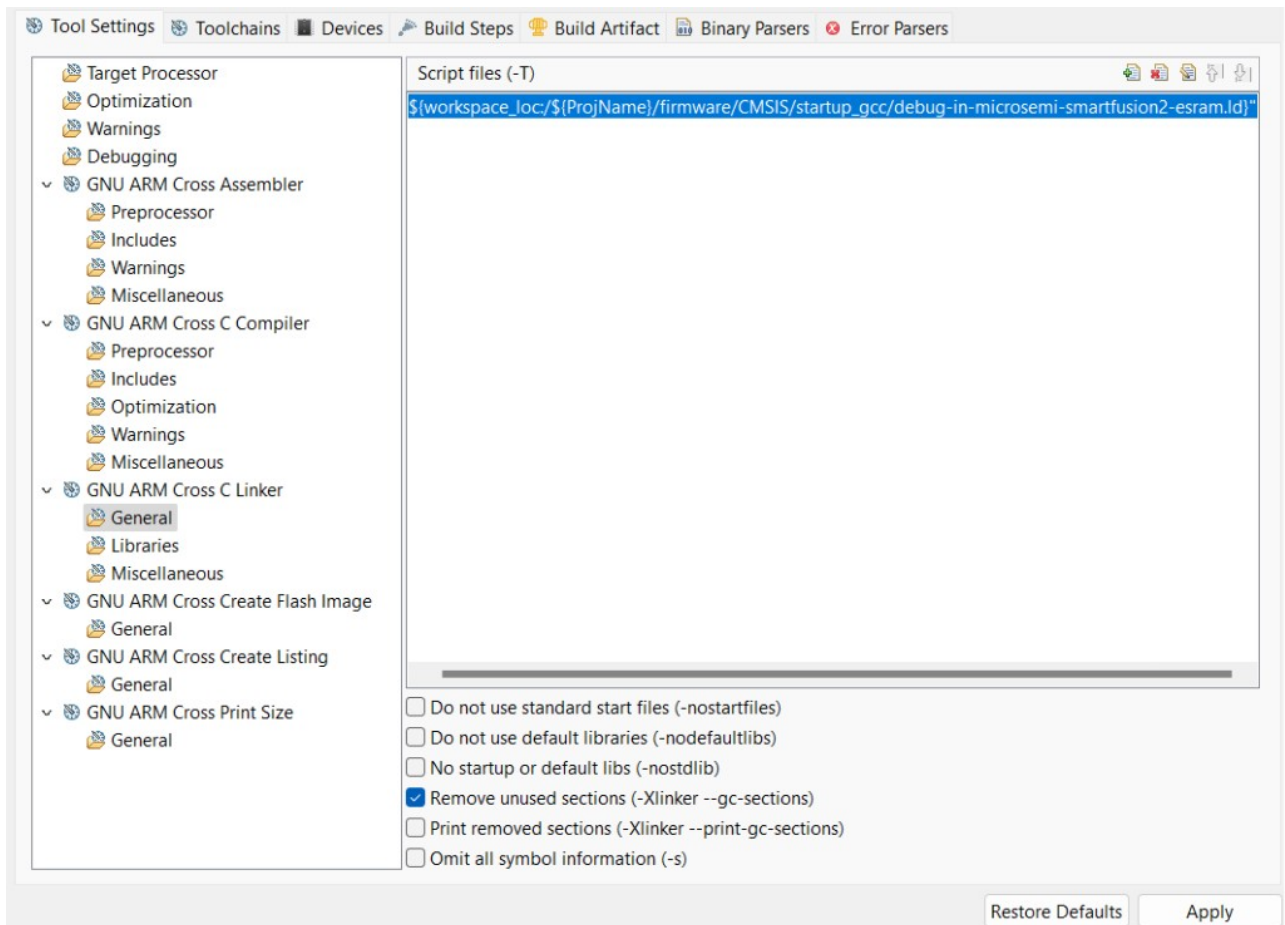 Tool Settings Toolchains Devices Build Steps Build Artifact Binary Parsers Error Parsers
Target Processor
Optimization
Warnings
Debugging
GNU ARM Cross Assembler
Preprocessor
Includes
Warnings
Miscellaneous
GNU ARM Cross C Compiler
Preprocessor
Includes
Optimization
Warnings
Miscellaneous
GNU ARM Cross C Linker
General
Libraries
Miscellaneous
GNU ARM Cross Create Flash Image
General
GNU ARM Cross Create Listing
General
GNU ARM Cross Print Size
General
Script files (-T)
${workspace_loc:/${ProjName}/firmware/CMSIS/startup_gcc/debug-in-microsemi-smartfusion2-esram.ld}"
Do not use standard start files (-nostartfiles)
Do not use default libraries (-nodefaultlibs)
No startup or default libs (-nostdlib)
Remove unused sections (-Xlinker --gc-sections)
Print removed sections (-Xlinker --print-gc-sections)
Omit all symbol information (-s)
Restore Defaults Apply